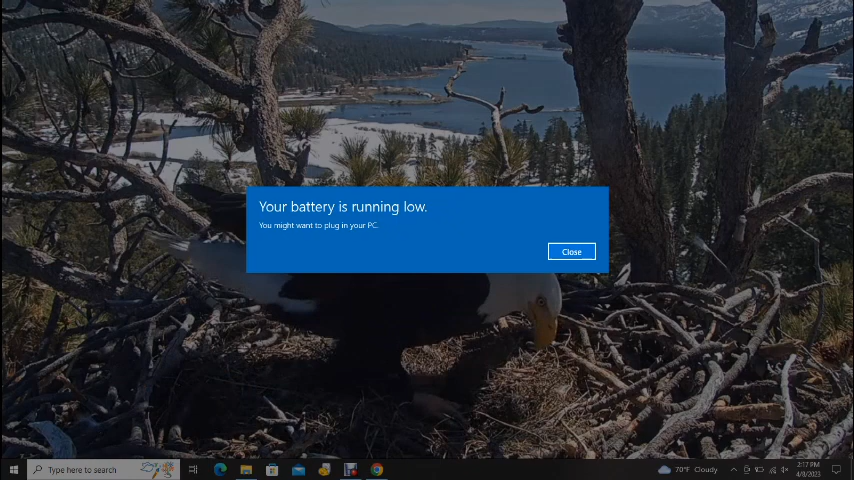 Your battery is running low.
You might want to plug in your PC.
Close
Type here to search
70°F Cloudy
2:17 PM
4/8/2023